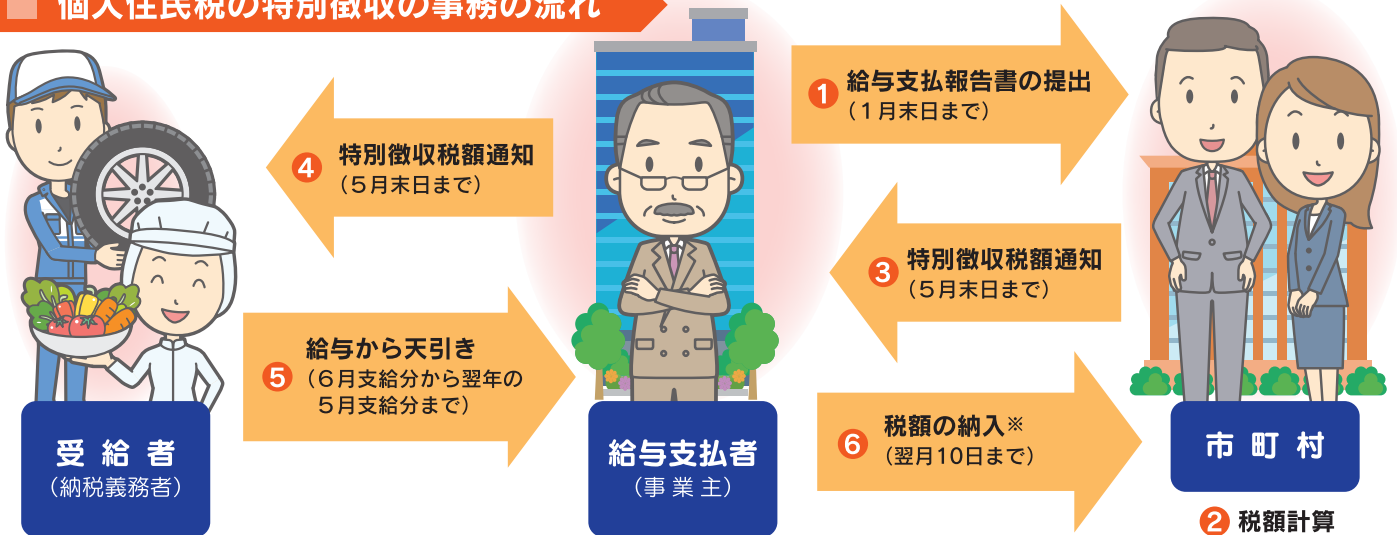 個人住民税の特別徴収の事務の流れ
① 給与支払報告書の提出
(1月末日まで)
④ 特別徴収税額通知
(5月末日まで)
③ 特別徴収税額通知
(5月末日まで)
⑤ 給与から天引き
(6月支給分から翌年の
5月支給分まで)
⑥ 税額の納入※
(翌月10日まで)
受給者
(納税義務者)
給与支払者
(事業主)
市町村
② 税額計算